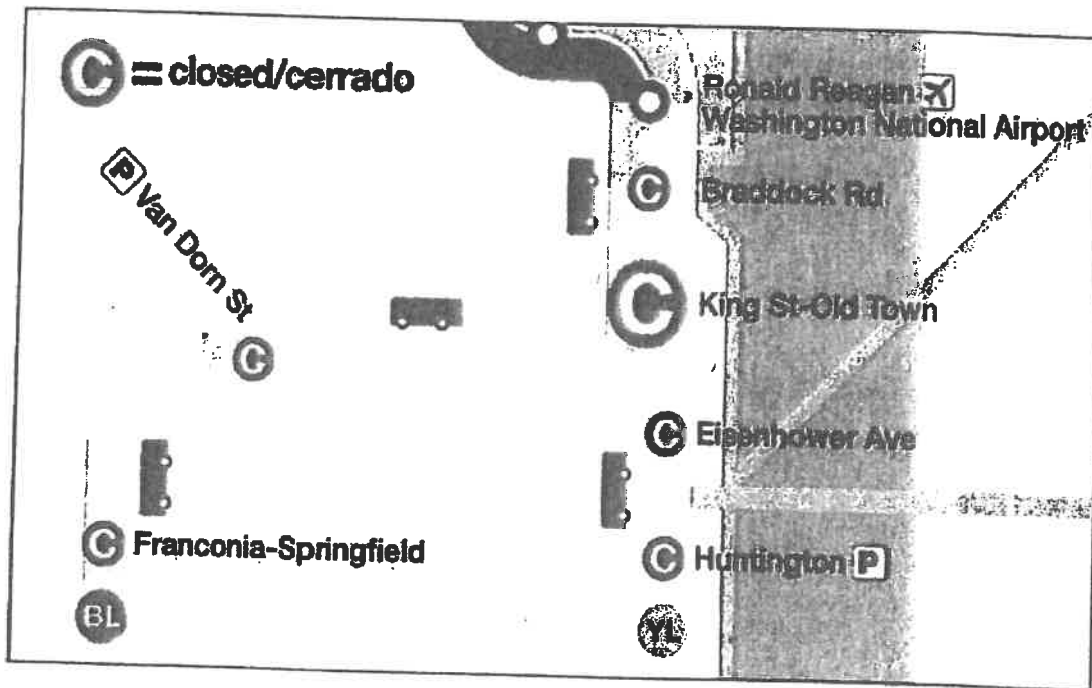 C = closed/cerrado
Ronald Reagan
Washington National Airport
P Van Dorn St
C Braddock Rd
C King St-Old Town
C
C Eisenhower Ave
C Franconia-Springfield
C Huntington P
BL
YL